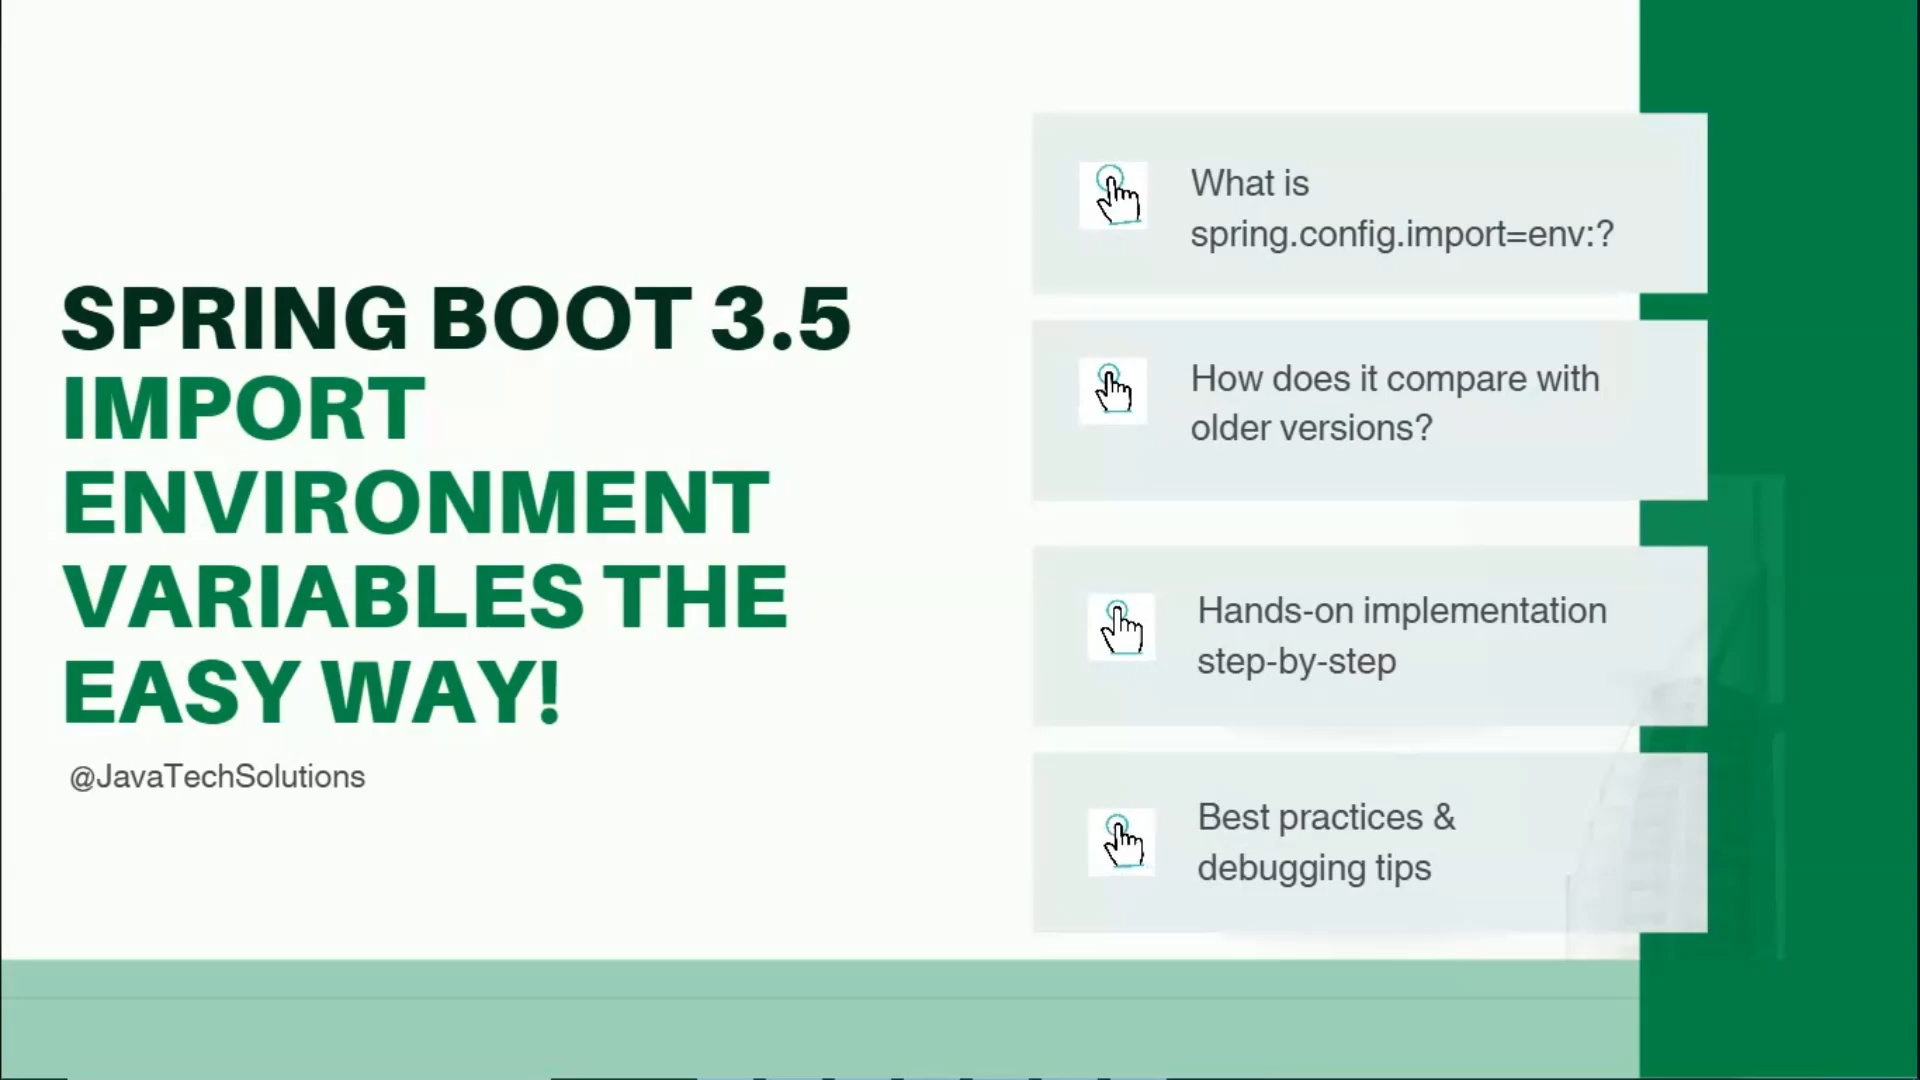 SPRING BOOT 3.5
IMPORT
ENVIRONMENT
VARIABLES THE
EASY WAY!
@JavaTechSolutions
What is
spring.config.import=env:?
How does it compare with
older versions?
Hands-on implementation
step-by-step
Best practices &
debugging tips